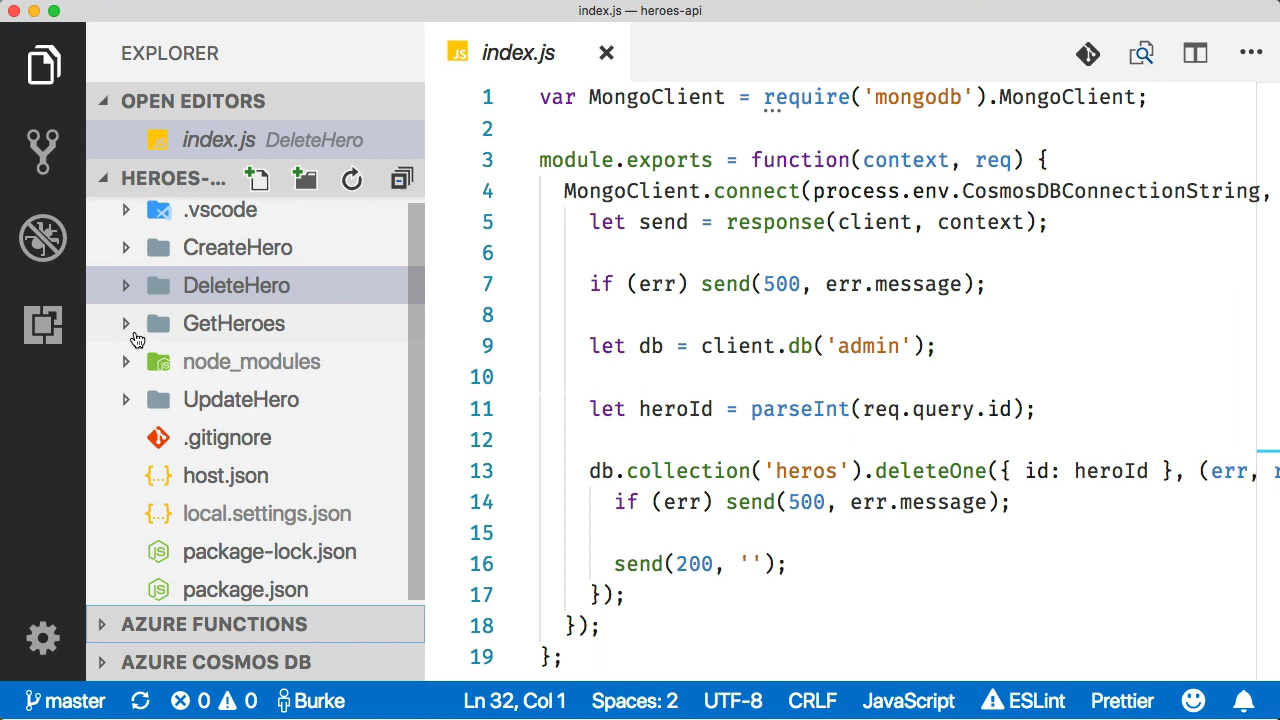 index.js — heroes-api
EXPLORER
OPEN EDITORS
index.js DeleteHero
HEROES-...
.vscode
CreateHero
DeleteHero
GetHeroes
node_modules
UpdateHero
.gitignore
host.json
local.settings.json
package-lock.json
package.json
AZURE FUNCTIONS
AZURE COSMOS DB
index.js
1 var MongoClient = require('mongodb').MongoClient;
2
3 module.exports = function(context, req) {
4 MongoClient.connect(process.env.CosmosDBConnectionString,
5 let send = response(client, context);
6
7 if (err) send(500, err.message);
8
9 let db = client.db('admin');
10
11 let heroId = parseInt(req.query.id);
12
13 db.collection('heros').deleteOne({ id: heroId }, (err, r
14 if (err) send(500, err.message);
15
16 send(200, '');
17 });
18 });
19 };
master 0 0 Burke Ln 32, Col 1 Spaces: 2 UTF-8 CRLF JavaScript ESLint Prettier